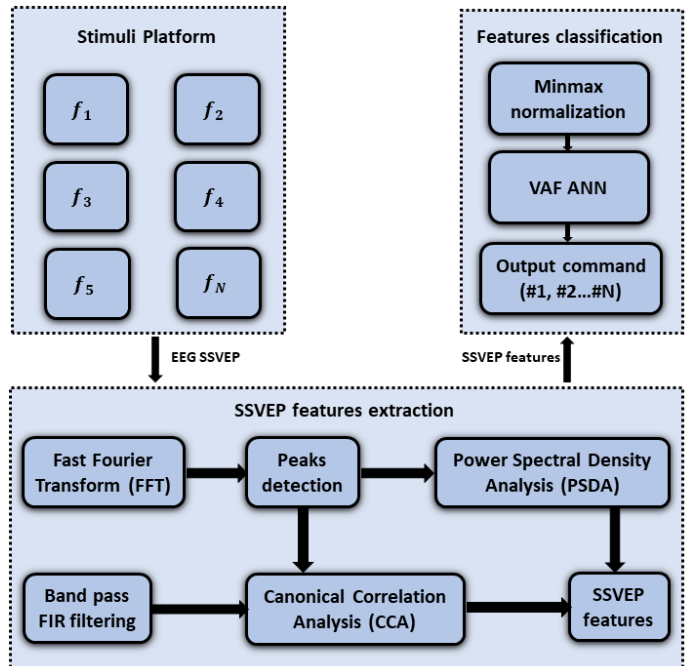 Stimuli Platform
f1
f2
f3
f4
f5
fN
EEG SSVEP
Features classification
Minmax
normalization
VAF ANN
Output command
(#1, #2...#N)
SSVEP features
SSVEP features extraction
Fast Fourier
Transform (FFT)
Peaks
detection
Power Spectral Density
Analysis (PSDA)
Band pass
FIR filtering
Canonical Correlation
Analysis (CCA)
SSVEP
features